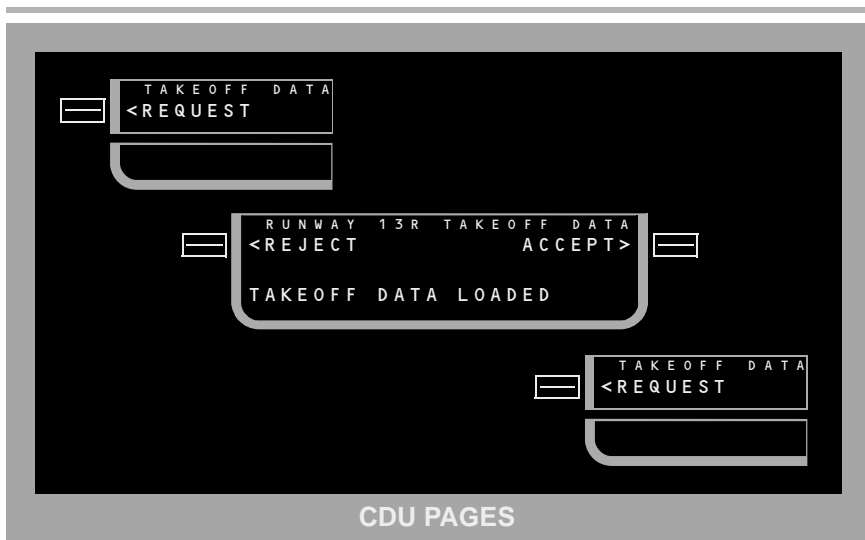 TAKEOFF DATA
<REQUEST
RUNWAY 13R TAKEOFF DATA
<REJECT ACCEPT>
TAKEOFF DATA LOADED
TAKEOFF DATA
<REQUEST
CDU PAGES